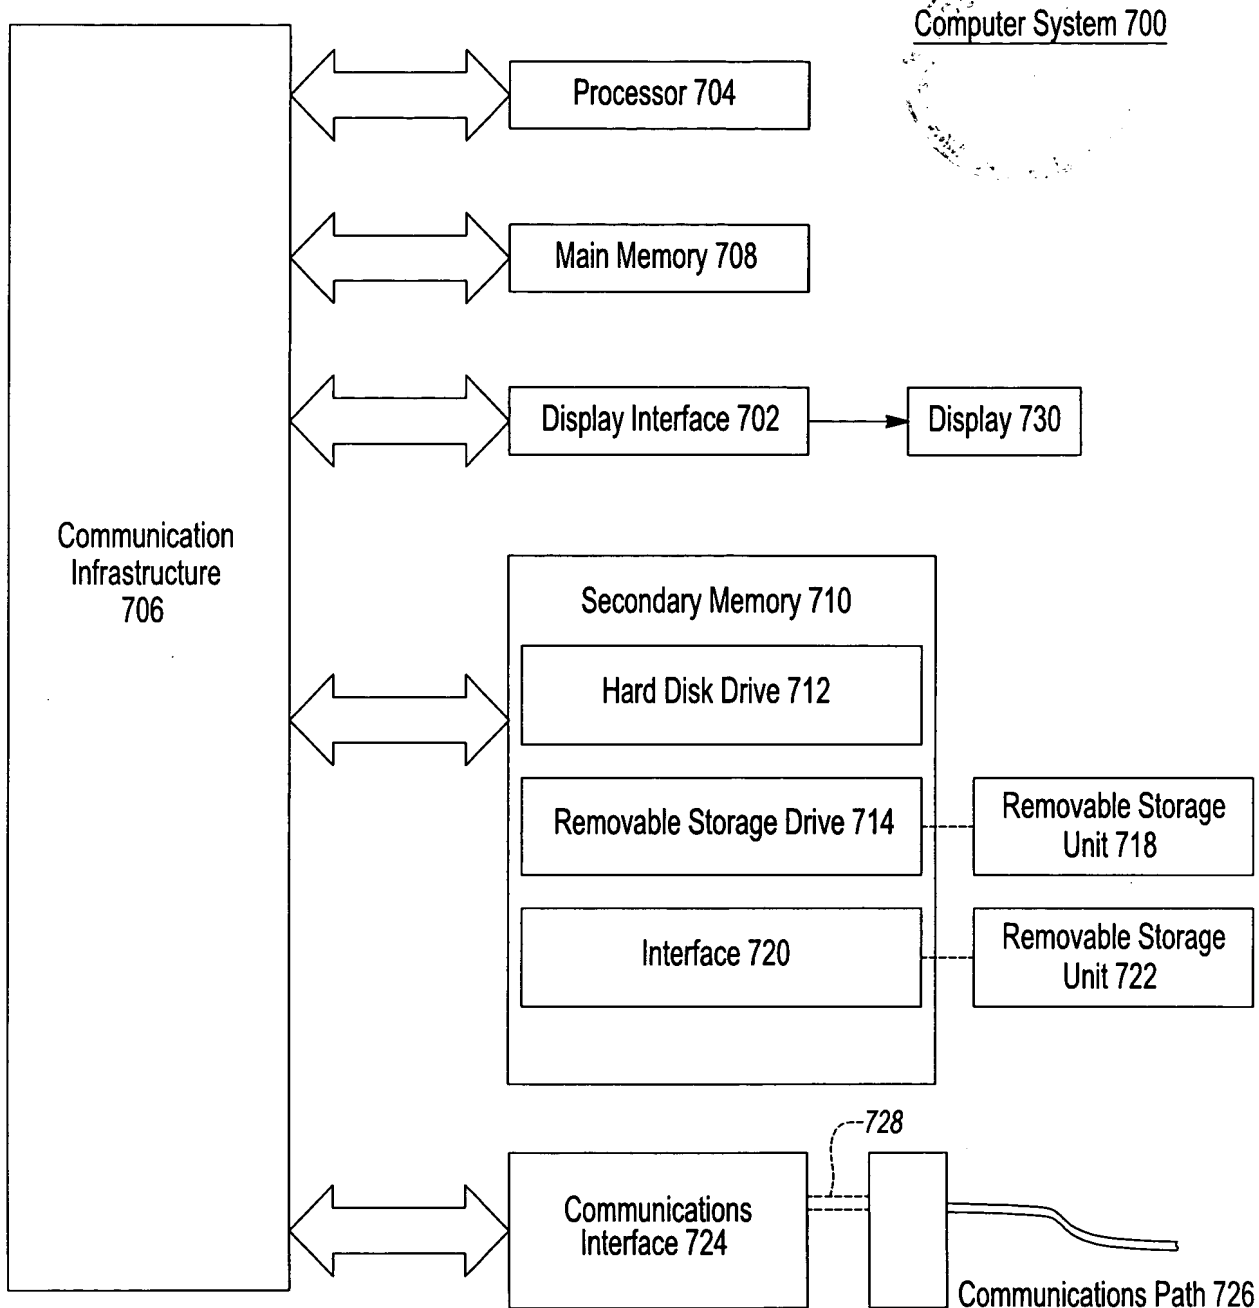 Computer System 700
Processor 704
Main Memory 708
Display Interface 702
Display 730
Communication
Infrastructure
706
Secondary Memory 710
Hard Disk Drive 712
Removable Storage Drive 714
Removable Storage
Unit 718
Interface 720
Removable Storage
Unit 722
728
Communications
Interface 724
Communications Path 726